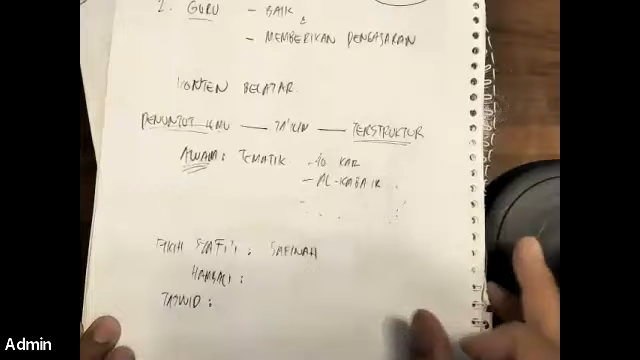 2. GURU - BAIK &
- MEMBERIKAN PENGAJARAN
KONTEN BELAJAR.
PENUNTUT ILMU — TA'LIM — TERSTRUKTUR
AWAM: TEMATIK - 40 KAR
- AL-KABAIR
FIKIH SYAFI'I : SAFINAH
HAMBALI :
TAJWID :
Admin